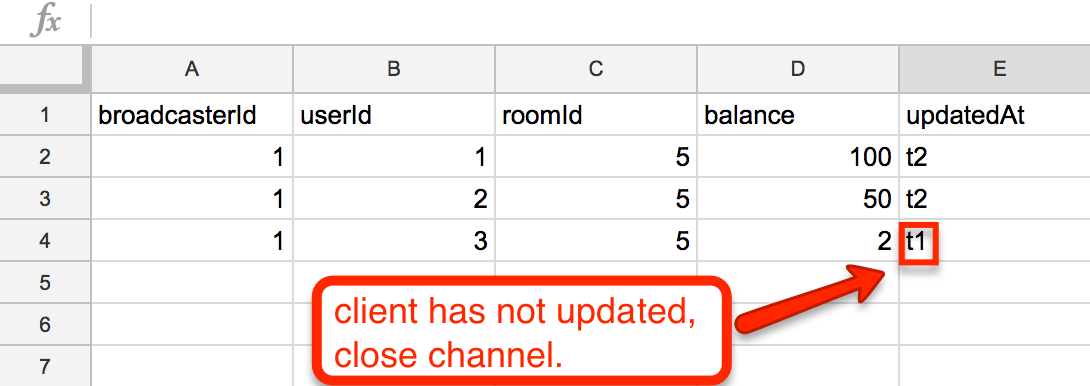 fx
A B C D E
1 broadcasterId userId roomId balance updatedAt
2 1 1 5 100 t2
3 1 2 5 50 t2
4 1 3 5 2 t1
5
client has not updated,
6
close channel.
7